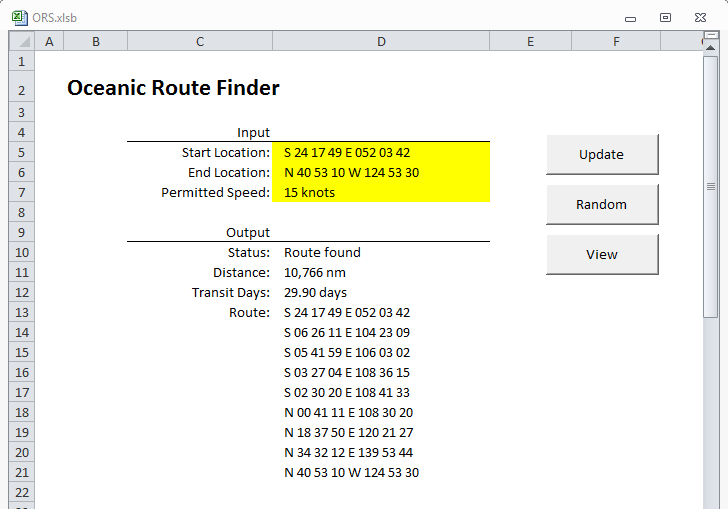 ORS.xlsb
A B C D E F
1
2 Oceanic Route Finder
3
4 Input
5 Start Location: S 24 17 49 E 052 03 42 Update
6 End Location: N 40 53 10 W 124 53 30
7 Permitted Speed: 15 knots Random
8
9 Output
10 Status: Route found View
11 Distance: 10,766 nm
12 Transit Days: 29.90 days
13 Route: S 24 17 49 E 052 03 42
14 S 06 26 11 E 104 23 09
15 S 05 41 59 E 106 03 02
16 S 03 27 04 E 108 36 15
17 S 02 30 20 E 108 41 33
18 N 00 41 11 E 108 30 20
19 N 18 37 50 E 120 21 27
20 N 34 32 12 E 139 53 44
21 N 40 53 10 W 124 53 30
22